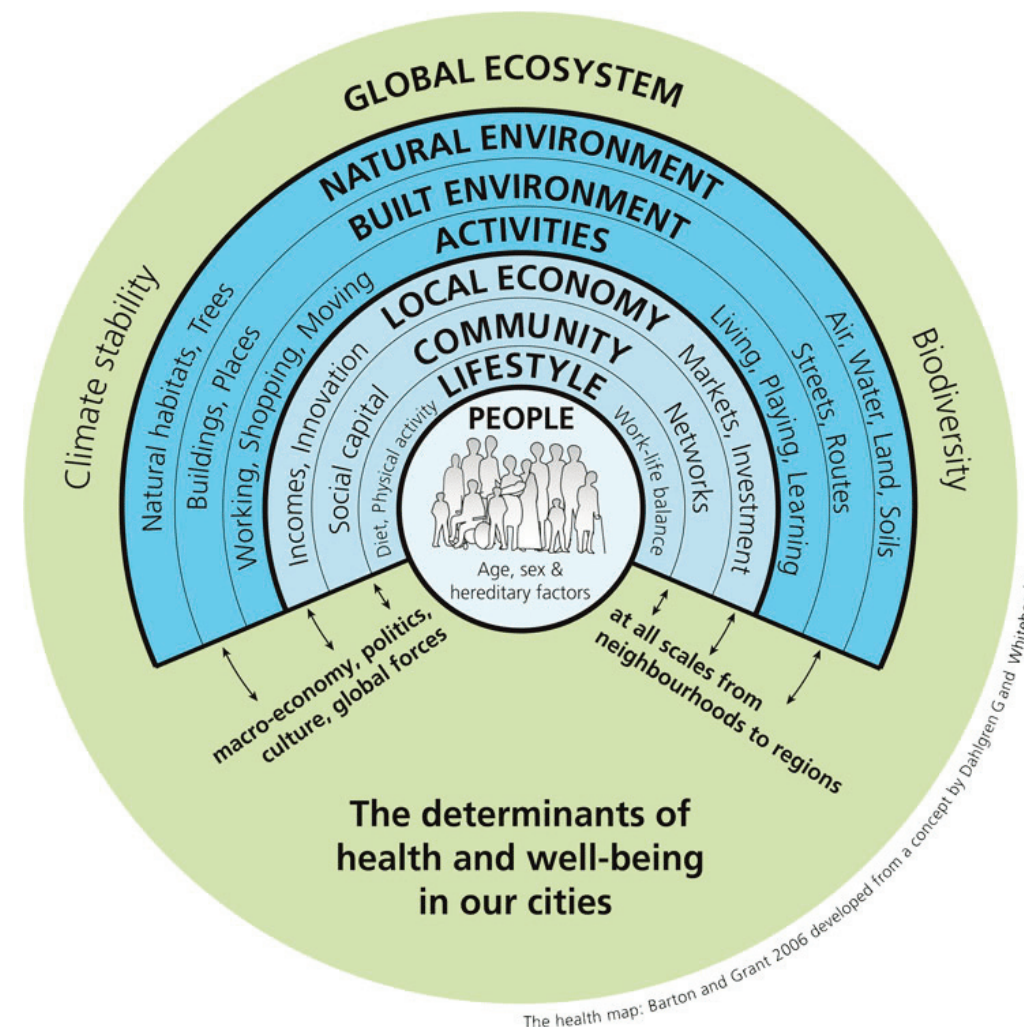 GLOBAL ECOSYSTEM
NATURAL ENVIRONMENT
BUILT ENVIRONMENT
ACTIVITIES
LOCAL ECONOMY
COMMUNITY
LIFESTYLE
PEOPLE
Age, sex &
hereditary factors
Climate stability
Natural habitats, Trees
Buildings, Places
Working, Shopping, Moving
Incomes, Innovation
Social capital
Diet, Physical activity
Work-life balance
Networks
Markets, Investment
Living, Playing, Learning
Streets, Routes
Air, Water, Land, Soils
Biodiversity
macro-economy, politics,
culture, global forces
at all scales from
neighbourhoods to regions
The determinants of
health and well-being
in our cities
The health map: Barton and Grant 2006 developed from a concept by Dahlgren G and